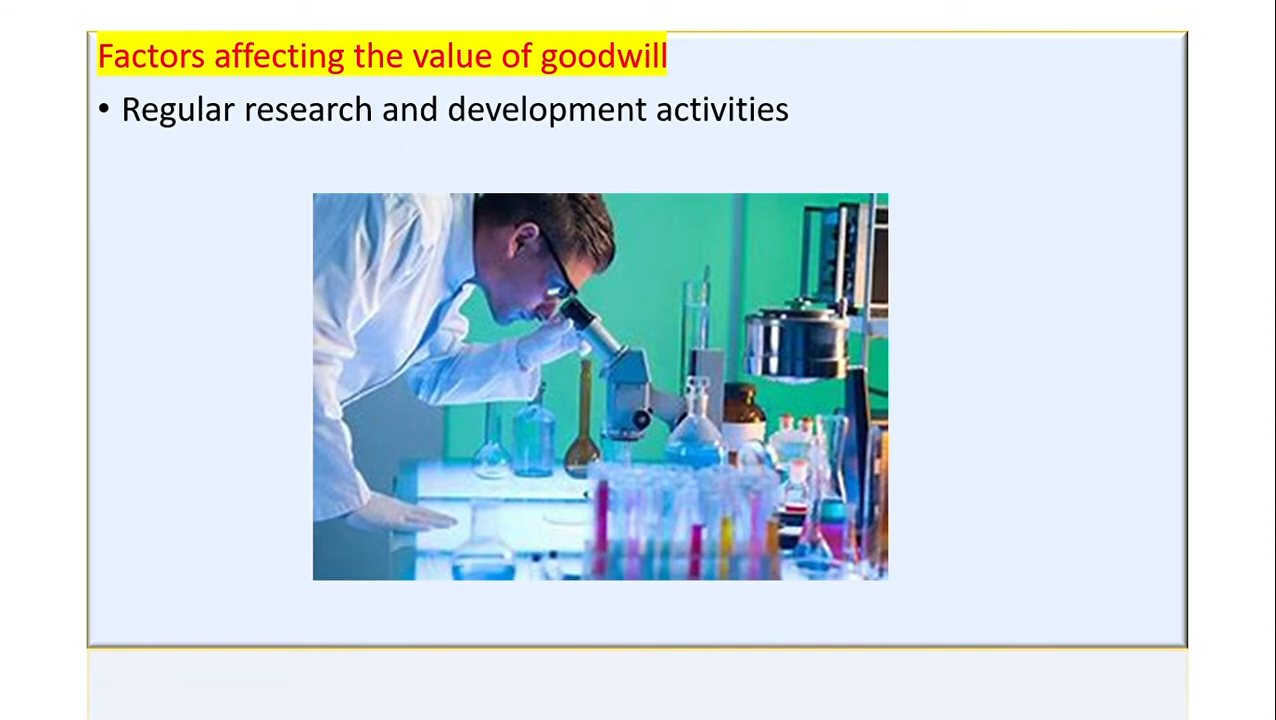 Factors affecting the value of goodwill
• Regular research and development activities